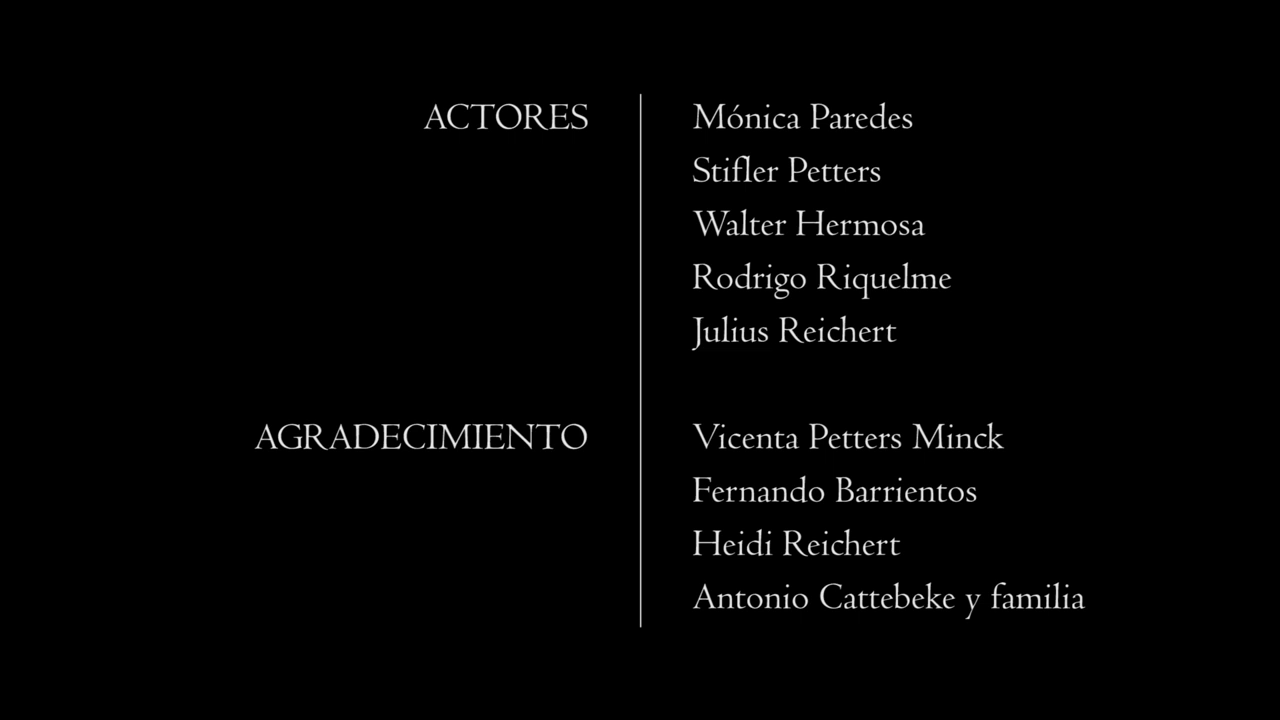 ACTORES Mónica Paredes
Stifler Petters
Walter Hermosa
Rodrigo Riquelme
Julius Reichert
AGRADECIMIENTO Vicenta Petters Minck
Fernando Barrientos
Heidi Reichert
Antonio Cattebeke y familia